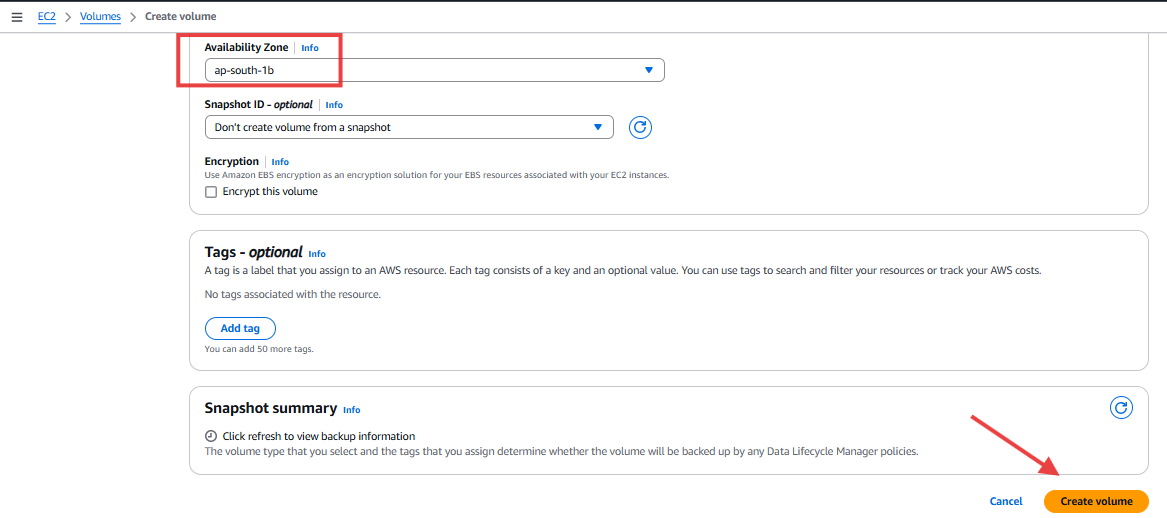 EC2 > Volumes > Create volume
Availability Zone | Info
ap-south-1b
Snapshot ID - optional | Info
Don't create volume from a snapshot
Encryption | Info
Use Amazon EBS encryption as an encryption solution for your EBS resources associated with your EC2 instances.
Encrypt this volume
Tags - optional Info
A tag is a label that you assign to an AWS resource. Each tag consists of a key and an optional value. You can use tags to search and filter your resources or track your AWS costs.
No tags associated with the resource.
Add tag
You can add 50 more tags.
Snapshot summary Info
Click refresh to view backup information
The volume type that you select and the tags that you assign determine whether the volume will be backed up by any Data Lifecycle Manager policies.
Cancel Create volume